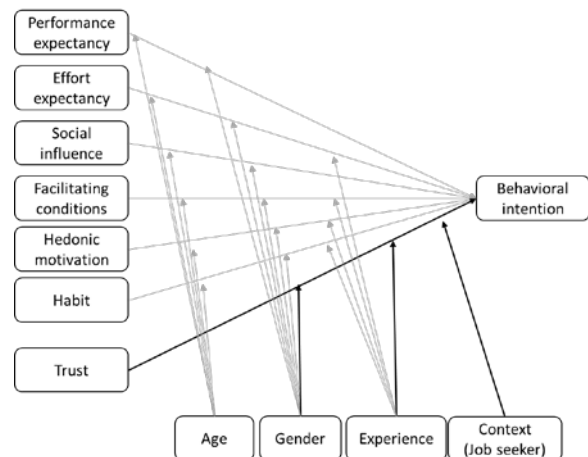 Performance
expectancy
Effort
expectancy
Social
influence
Facilitating
conditions
Behavioral
intention
Hedonic
motivation
Habit
Trust
Age
Gender
Experience
Context
(Job seeker)